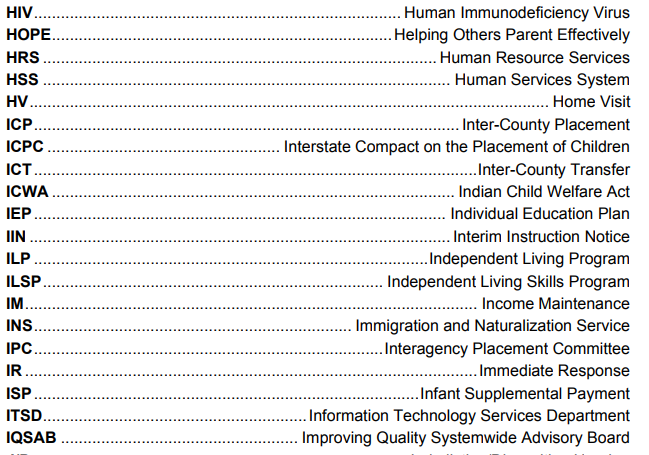 HIV.......................................................................................Human Immunodeficiency Virus
HOPE.................................................................................Helping Others Parent Effectively
HRS..........................................................................................Human Resource Services
HSS..............................................................................................Human Services System
HV......................................................................................................................Home Visit
ICP................................................................................................Inter-County Placement
ICPC....................................................Interstate Compact on the Placement of Children
ICT....................................................................................................Inter-County Transfer
ICWA..........................................................................................Indian Child Welfare Act
IEP.............................................................................................Individual Education Plan
IIN...............................................................................................Interim Instruction Notice
ILP.........................................................................................Independent Living Program
ILSP..............................................................................Independent Living Skills Program
IM.....................................................................................................Income Maintenance
INS.......................................................................Immigration and Naturalization Service
IPC..............................................................................Interagency Placement Committee
IR....................................................................................................Immediate Response
ISP......................................................................................Infant Supplemental Payment
ITSD...........................................................Information Technology Services Department
IQSAB.....................................................Improving Quality Systemwide Advisory Board